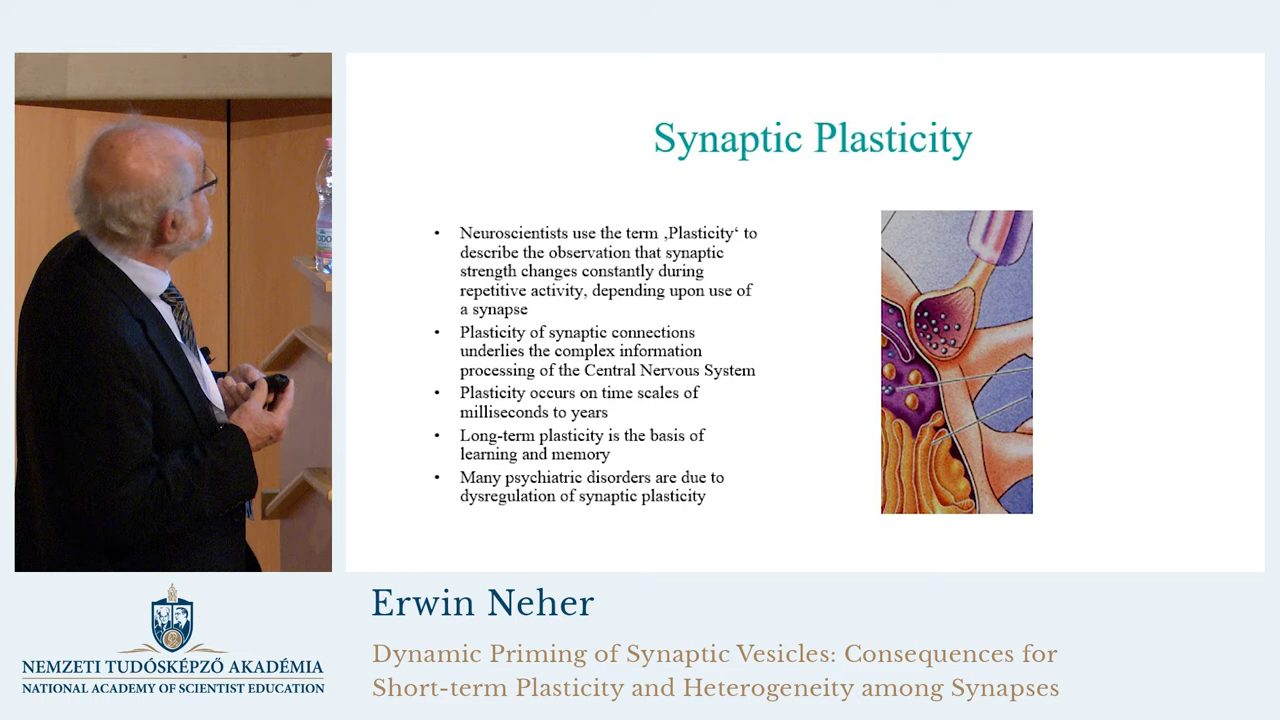 Synaptic Plasticity
• Neuroscientists use the term ‚Plasticity‘ to
describe the observation that synaptic
strength changes constantly during
repetitive activity, depending upon use of
a synapse
• Plasticity of synaptic connections
underlies the complex information
processing of the Central Nervous System
• Plasticity occurs on time scales of
milliseconds to years
• Long-term plasticity is the basis of
learning and memory
• Many psychiatric disorders are due to
dysregulation of synaptic plasticity
Erwin Neher
Dynamic Priming of Synaptic Vesicles: Consequences for
Short-term Plasticity and Heterogeneity among Synapses
NEMZETI TUDÓSKÉPZŐ AKADÉMIA
NATIONAL ACADEMY OF SCIENTIST EDUCATION